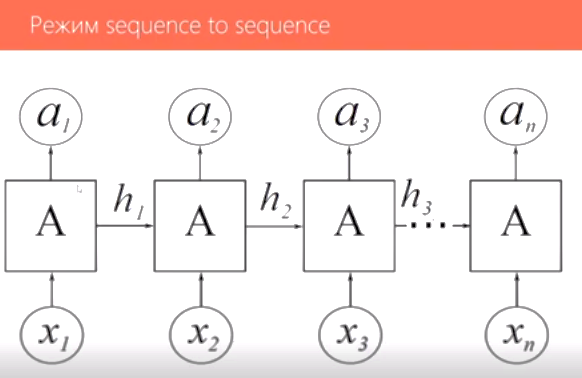 Режим sequence to sequence
a₁ a₂ a₃ aₙ
A h₁ A h₂ A h₃ ... A
x₁ x₂ x₃ xₙ